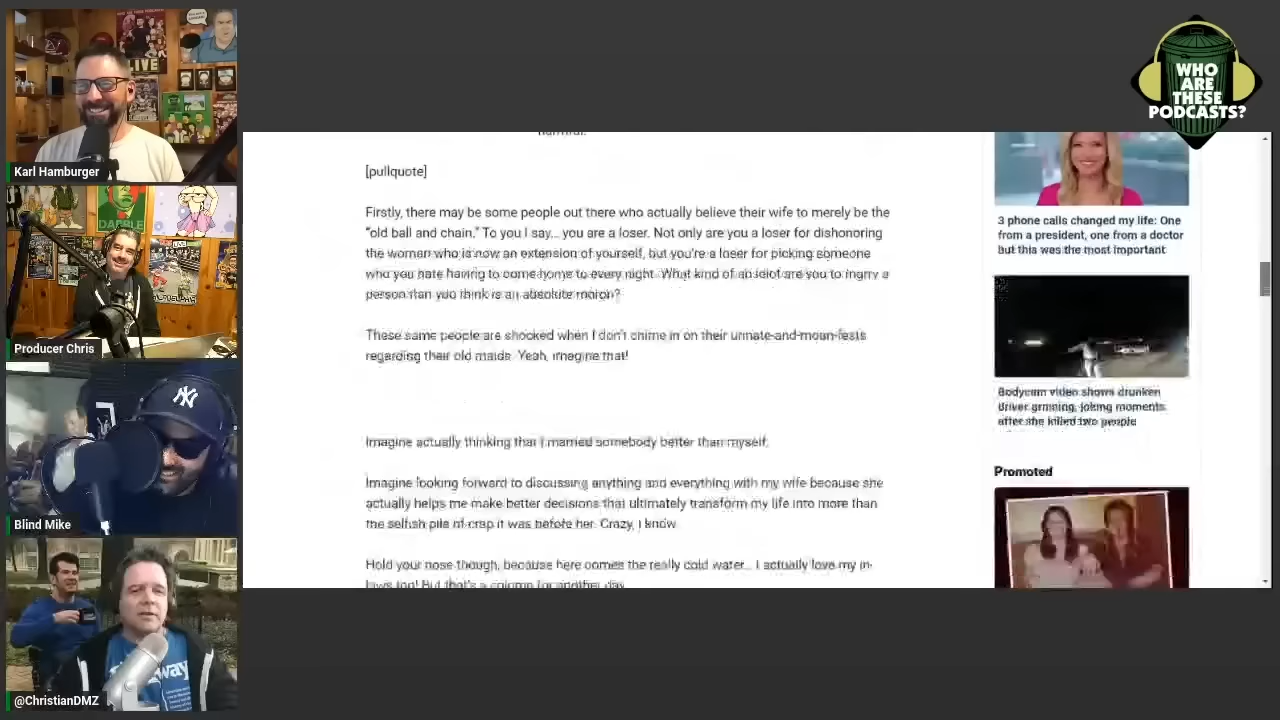 WHO
ARE
THESE
PODCASTS?
LIVE
Karl Hamburger
DABBLE
Producer Chris
Blind Mike
@ChristianDMZ
[pullquote]
Firstly, there may be some people out there who actually believe their wife to merely be the
“old ball and chain.” To you I say... you are a loser. Not only are you a loser for dishonoring
the woman who is now an extension of yourself, but you're a loser for picking someone
who you hate having to come home to every night. What kind of an idiot are you to marry a
person than you think is an absolute moron?
These same people are shocked when I don't chime in on their urinate-and-moan-fests
regarding their old maids. Yeah, imagine that!
Imagine actually thinking that I married somebody better than myself.
Imagine looking forward to discussing anything and everything with my wife because she
actually helps me make better decisions that ultimately transform my life into more than
the selfish pile of crap it was before her. Crazy, I know.
Hold your nose though, because here comes the really cold water... I actually love my in-
laws too! But that's a column for another day.
3 phone calls changed my life: One
from a president, one from a doctor
but this was the most important
Bodycam video shows drunken
driver grinning, joking moments
after she killed two people
Promoted